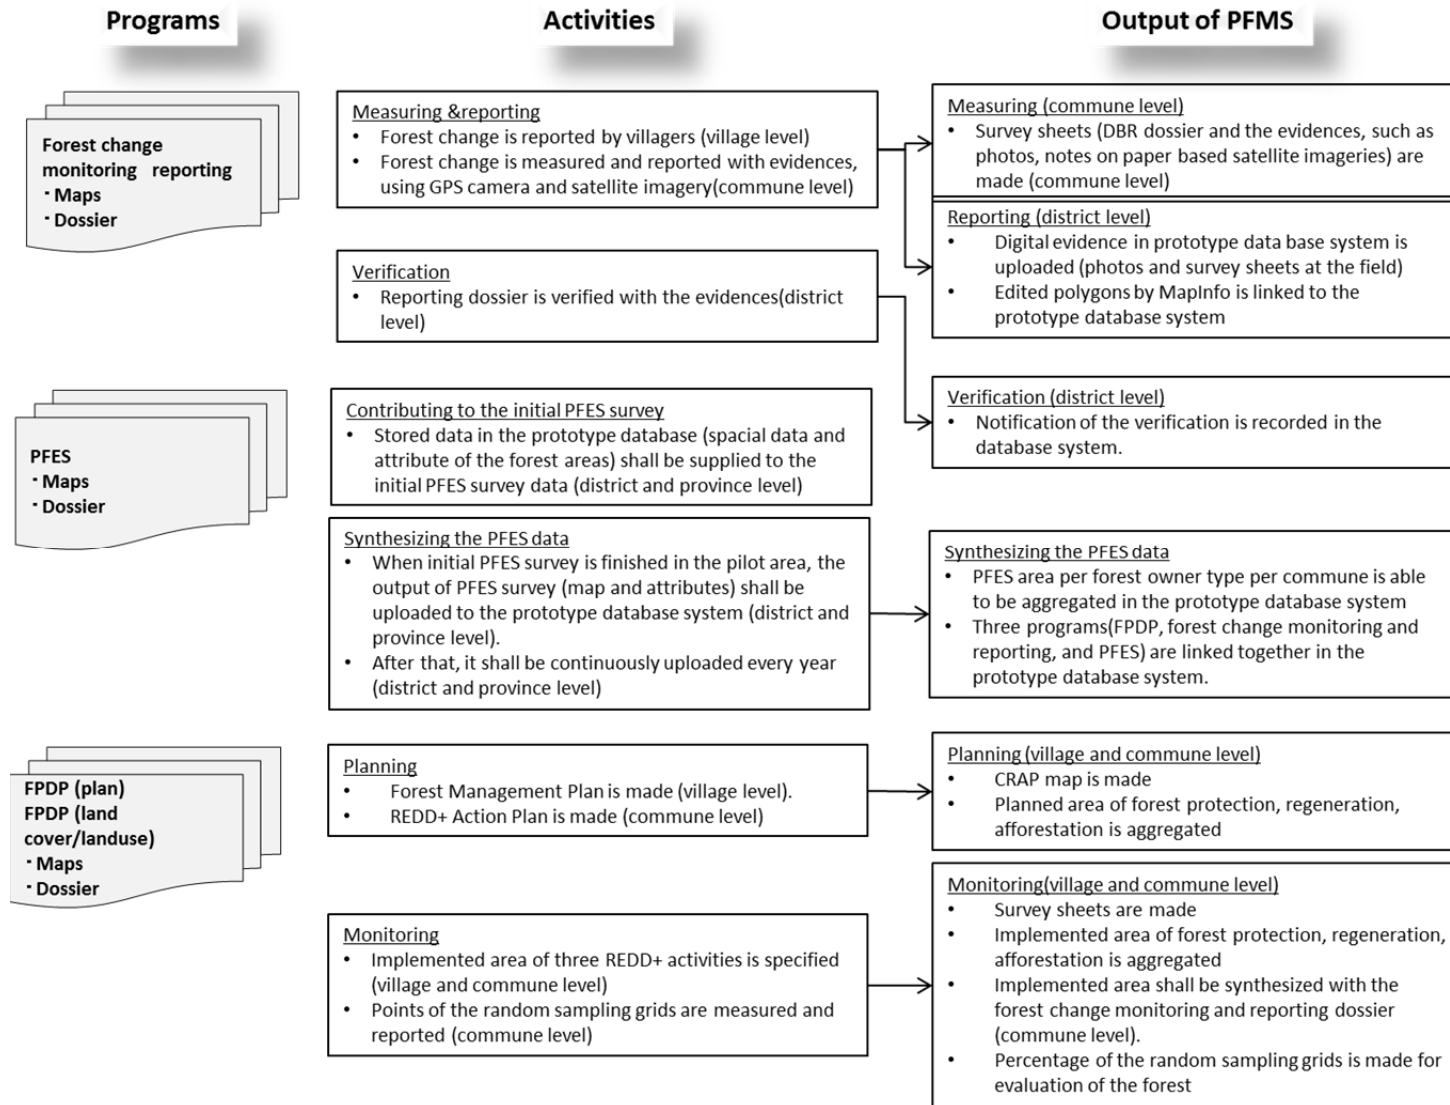 Programs
Activities
Output of PFMS
Forest change
monitoring reporting
・Maps
・Dossier
Measuring &reporting
• Forest change is reported by villagers (village level)
• Forest change is measured and reported with evidences,
using GPS camera and satellite imagery(commune level)
Measuring (commune level)
• Survey sheets (DBR dossier and the evidences, such as
photos, notes on paper based satellite imageries) are
made (commune level)
Reporting (district level)
• Digital evidence in prototype data base system is
uploaded (photos and survey sheets at the field)
• Edited polygons by MapInfo is linked to the
prototype database system
Verification
• Reporting dossier is verified with the evidences(district
level)
Verification (district level)
• Notification of the verification is recorded in the
database system.
PFES
・Maps
・Dossier
Contributing to the initial PFES survey
• Stored data in the prototype database (spacial data and
attribute of the forest areas) shall be supplied to the
initial PFES survey data (district and province level)
Synthesizing the PFES data
• When initial PFES survey is finished in the pilot area, the
output of PFES survey (map and attributes) shall be
uploaded to the prototype database system (district and
province level).
• After that, it shall be continuously uploaded every year
(district and province level)
Synthesizing the PFES data
• PFES area per forest owner type per commune is able
to be aggregated in the prototype database system
• Three programs(FPDP, forest change monitoring and
reporting, and PFES) are linked together in the
prototype database system.
FPDP (plan)
FPDP (land
cover/landuse)
・Maps
・Dossier
Planning
• Forest Management Plan is made (village level).
• REDD+ Action Plan is made (commune level)
Planning (village and commune level)
• CRAP map is made
• Planned area of forest protection, regeneration,
afforestation is aggregated
Monitoring
• Implemented area of three REDD+ activities is specified
(village and commune level)
• Points of the random sampling grids are measured and
reported (commune level)
Monitoring(village and commune level)
• Survey sheets are made
• Implemented area of forest protection, regeneration,
afforestation is aggregated
• Implemented area shall be synthesized with the
forest change monitoring and reporting dossier
(commune level).
• Percentage of the random sampling grids is made for
evaluation of the forest